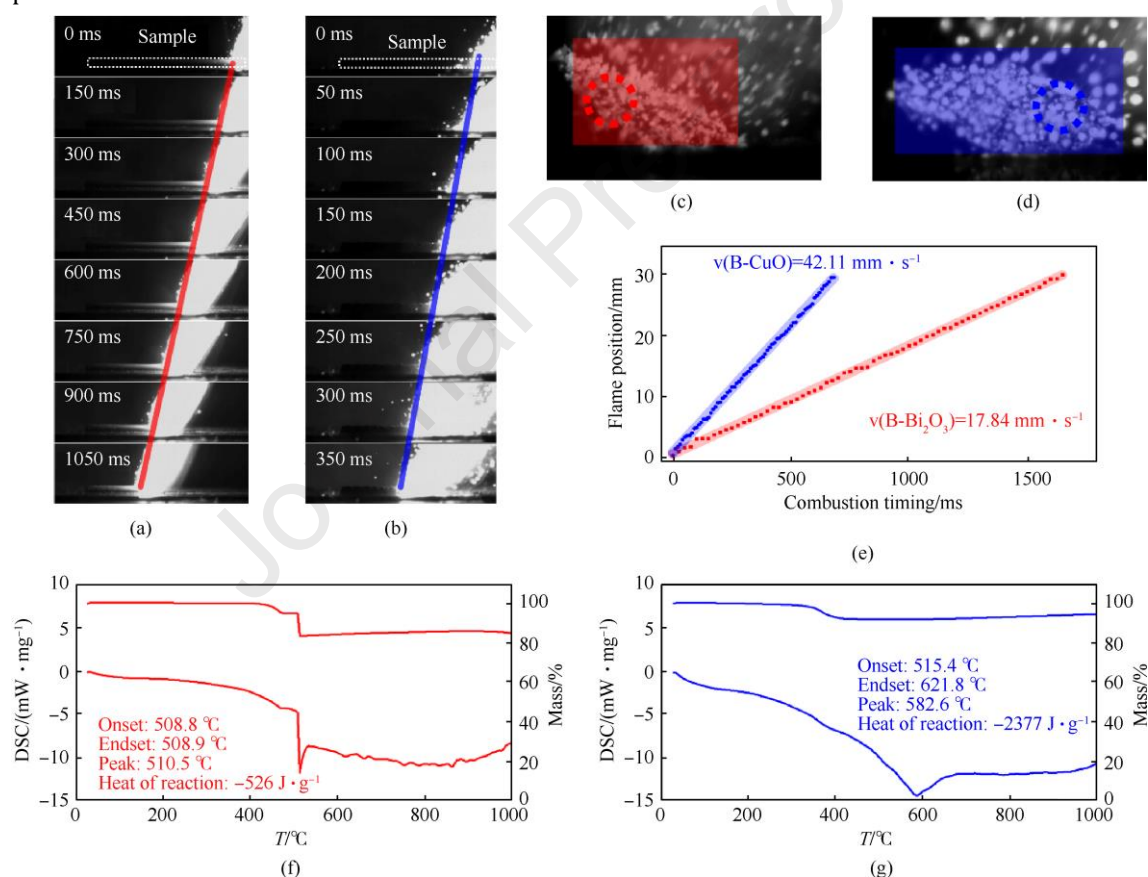 0 ms
Sample
150 ms
300 ms
450 ms
600 ms
750 ms
900 ms
1050 ms
(a)
0 ms
Sample
50 ms
100 ms
150 ms
200 ms
250 ms
300 ms
350 ms
(b)
(c)
(d)
Flame position/mm
30
20
10
0
v(B-CuO)=42.11 mm · s⁻¹
v(B-Bi₂O₃)=17.84 mm · s⁻¹
0
500
1000
1500
Combustion timing/ms
(e)
DSC/(mW · mg⁻¹)
10
5
0
−5
−10
−15
Onset: 508.8 ℃
Endset: 508.9 ℃
Peak: 510.5 ℃
Heat of reaction: −526 J · g⁻¹
100
80
60
40
20
0
Mass/%
0
200
400
600
800
1000
T/℃
(f)
DSC/(mW · mg⁻¹)
10
5
0
−5
−10
−15
Onset: 515.4 ℃
Endset: 621.8 ℃
Peak: 582.6 ℃
Heat of reaction: −2377 J · g⁻¹
100
80
60
40
20
0
Mass/%
0
200
400
600
800
1000
T/℃
(g)